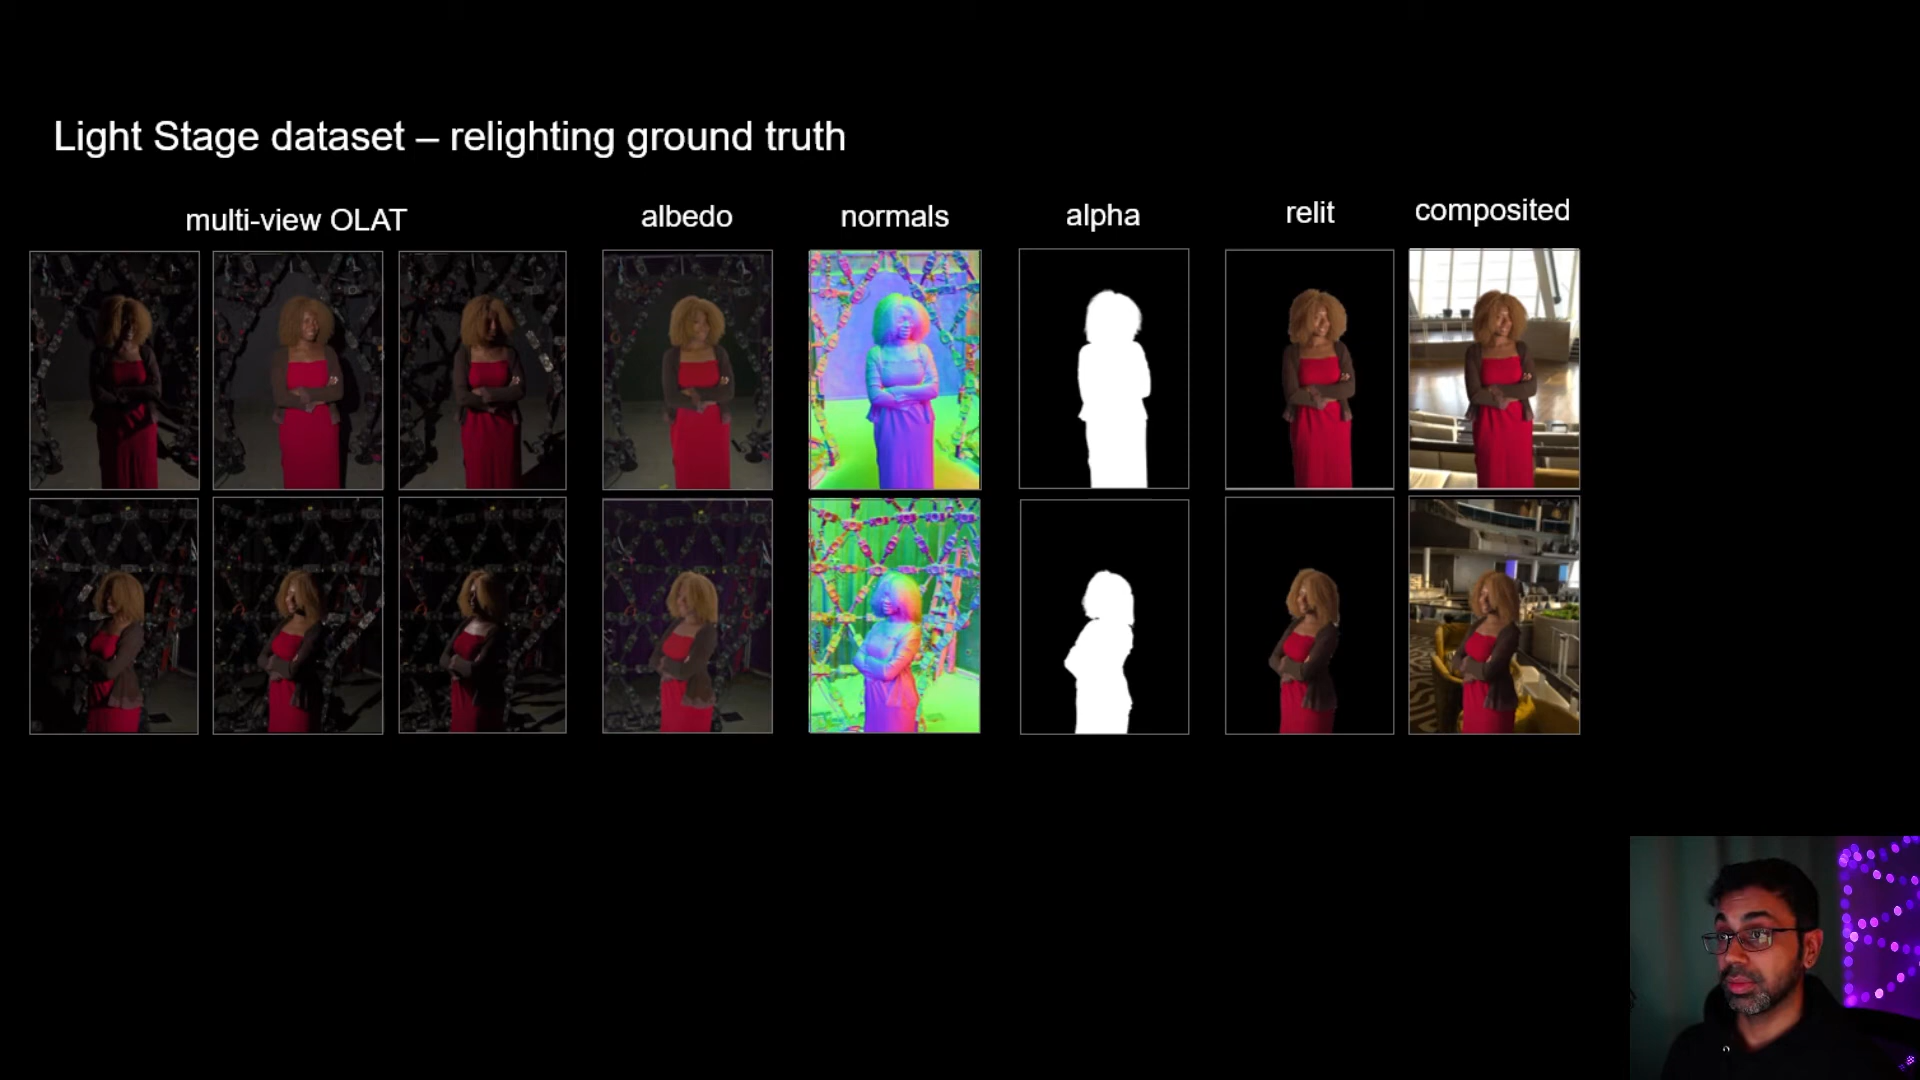 Light Stage dataset – relighting ground truth
multi-view OLAT
albedo
normals
alpha
relit
composited